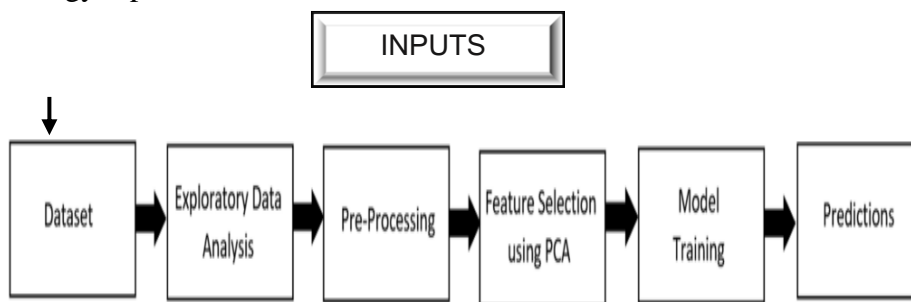 INPUTS
Dataset
Exploratory Data
Analysis
Pre-Processing
Feature Selection
using PCA
Model
Training
Predictions